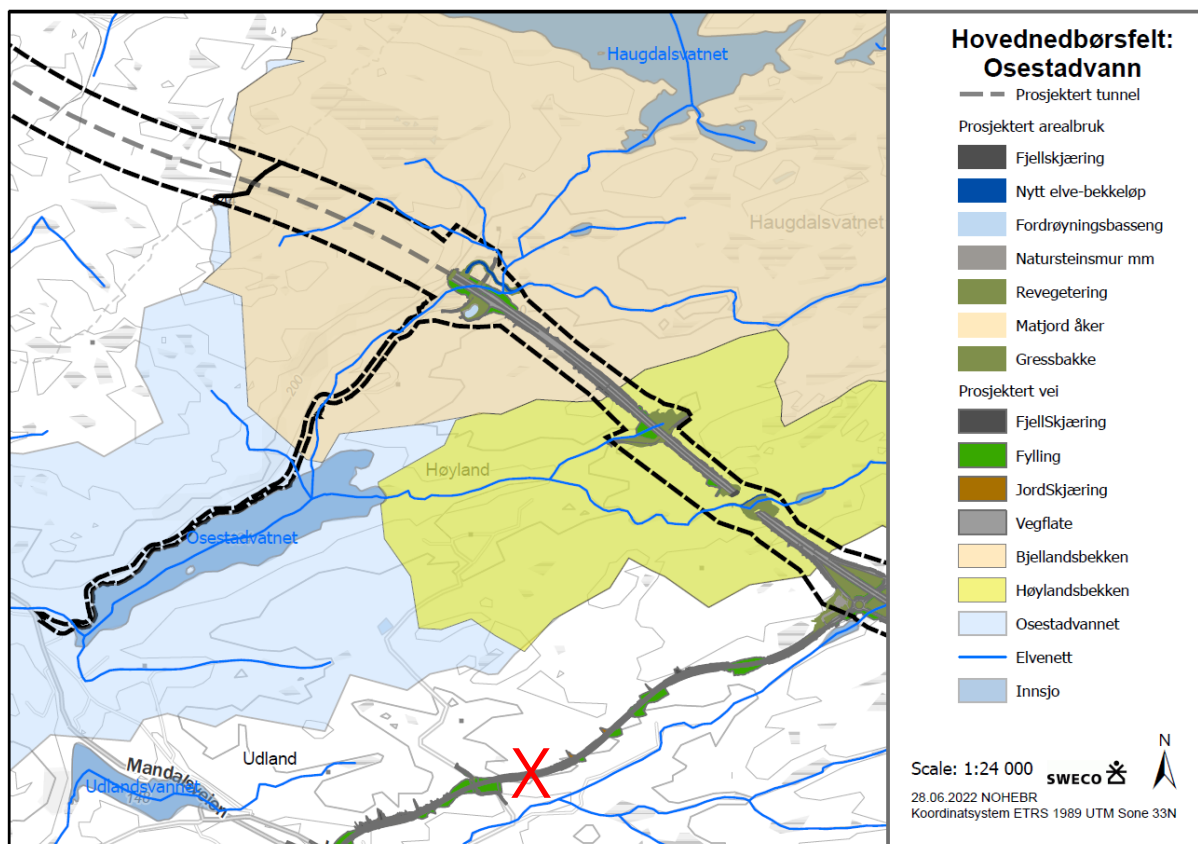 Haugdalsvatnet
Haugdalsvatnet
200
Høyland
Osestadvatnet
Udland
Mandalsveien
Udlandsvannet
140
X
Hovednedbørsfelt:
Osestadvann
Prosjektert tunnel
Prosjektert arealbruk
Fjellskjæring
Nytt elve-bekkeløp
Fordrøyningsbasseng
Natursteinsmur mm
Revegetering
Matjord åker
Gressbakke
Prosjektert vei
FjellSkjæring
Fylling
JordSkjæring
Vegflate
Bjellandsbekken
Høylandsbekken
Osestadvannet
Elvenett
Innsjo
N
Scale: 1:24 000 SWECO
28.06.2022 NOHEBR
Koordinatsystem ETRS 1989 UTM Sone 33N